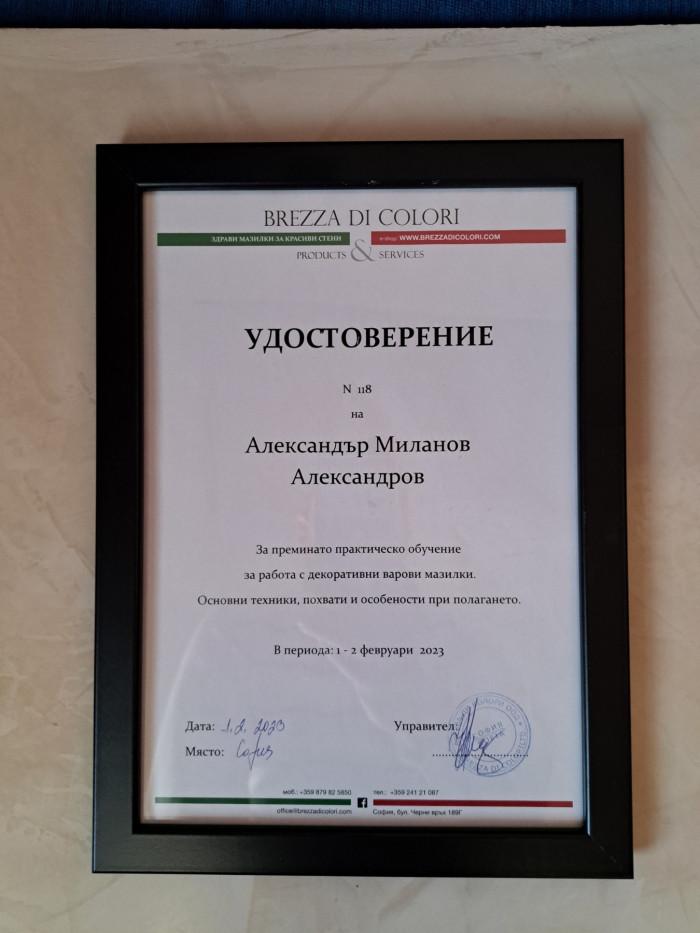 BREZZA DI COLORI
ЗДРАВИ МАЗИЛКИ ЗА КРАСИВИ СТЕНИ
e-shop: WWW.BREZZADICOLORI.COM
PRODUCTS & SERVICES
УДОСТОВЕРЕНИЕ
N 118
на
Александър Миланов
Александров
За преминато практическо обучение
за работа с декоративни варови мазилки.
Основни техники, похвати и особености при полагането.
В периода: 1 - 2 февруари 2023
Дата: 1.2. 2023
Управител:
Място: София
моб.: +359 879 82 5850 тел.: +359 241 21 087
office@brezzadicolori.com София, бул. Черни връх 189Г